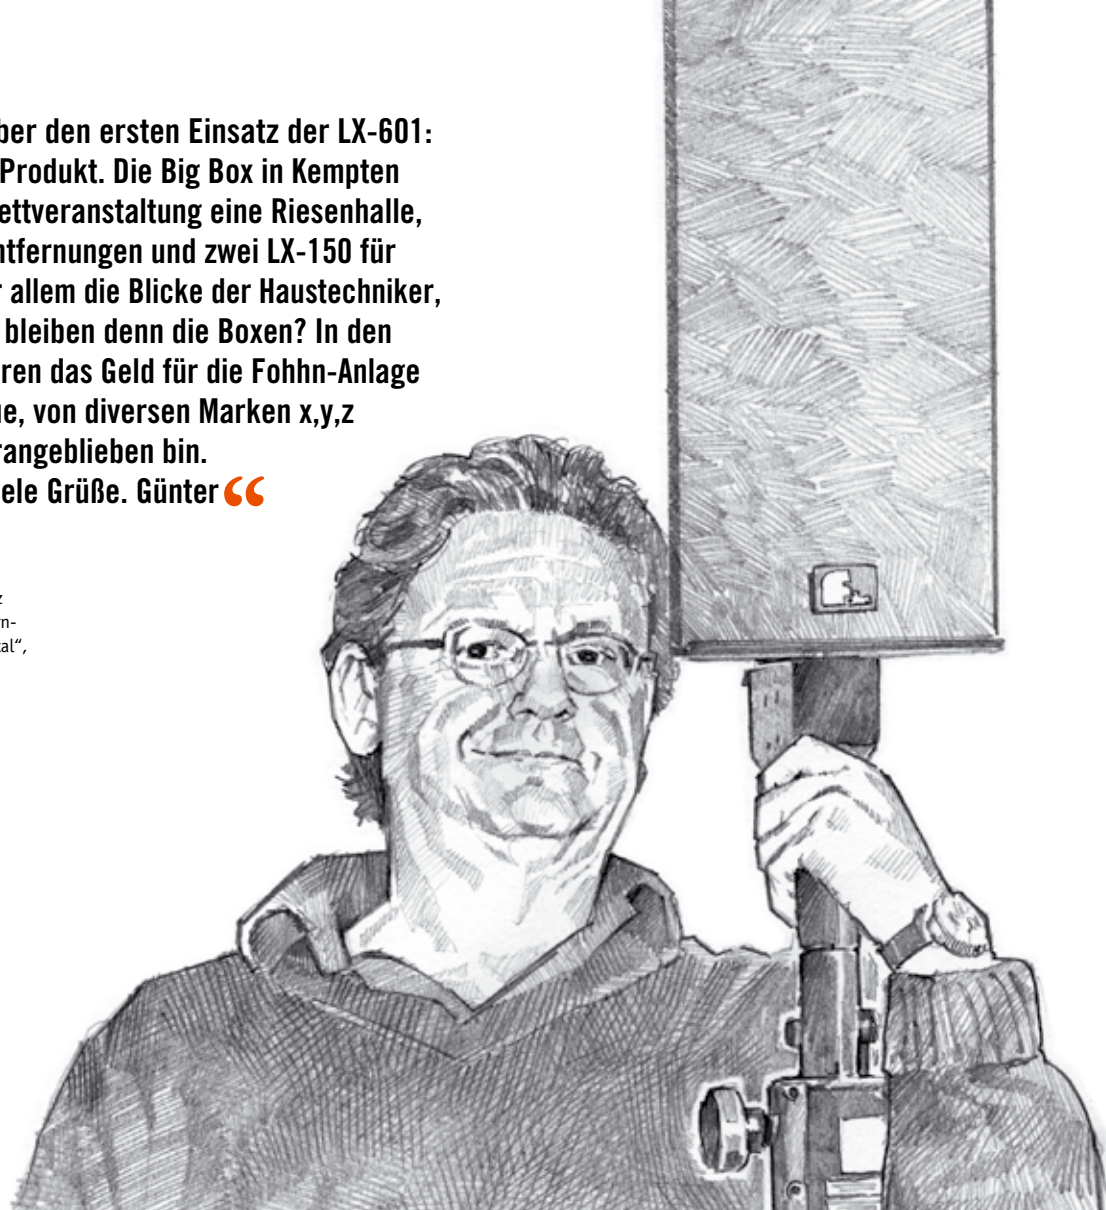 ber den ersten Einsatz der LX-601:
Produkt. Die Big Box in Kempten
ettveranstaltung eine Riesenhalle,
ntfernungen und zwei LX-150 für
r allem die Blicke der Haustechniker,
bleiben denn die Boxen? In den
ren das Geld für die Fohhn-Anlage
ue, von diversen Marken x,y,z
rangeblieben bin.
ele Grüße. Günter“
z
n-
tal“,